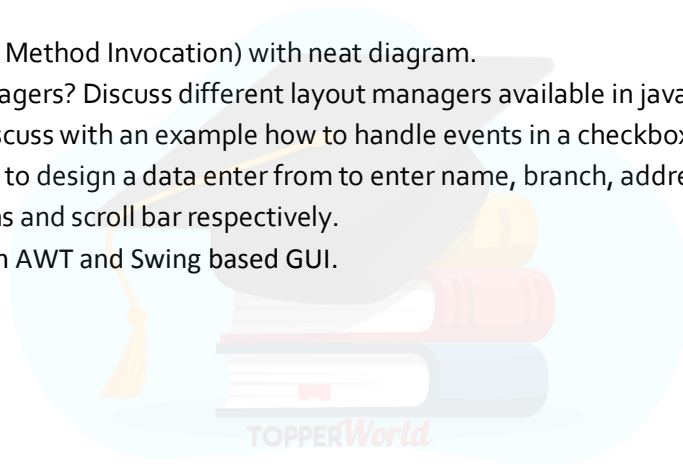 Method Invocation) with neat diagram.
agers? Discuss different layout managers available in java
scuss with an example how to handle events in a checkbox
to design a data enter from to enter name, branch, addre
s and scroll bar respectively.
n AWT and Swing based GUI.
TOPPERWorld